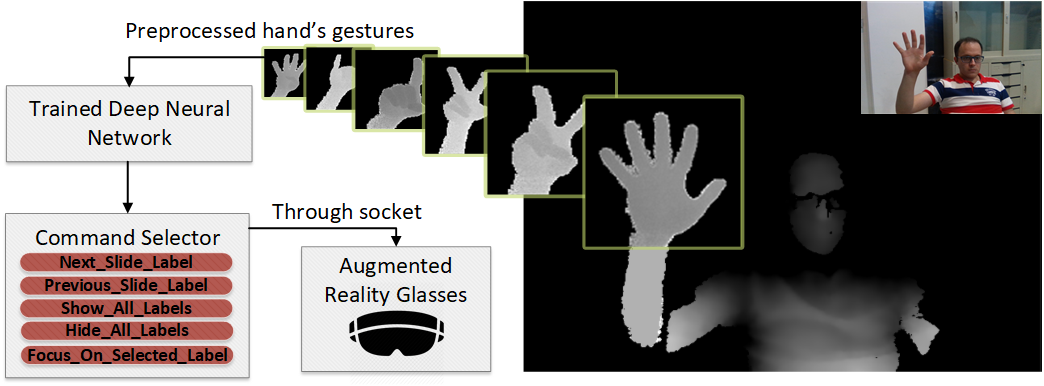 Preprocessed hand's gestures
Trained Deep Neural
Network
Through socket
Command Selector
Next_Slide_Label
Previous_Slide_Label
Show_All_Labels
Hide_All_Labels
Focus_On_Selected_Label
Augmented
Reality Glasses